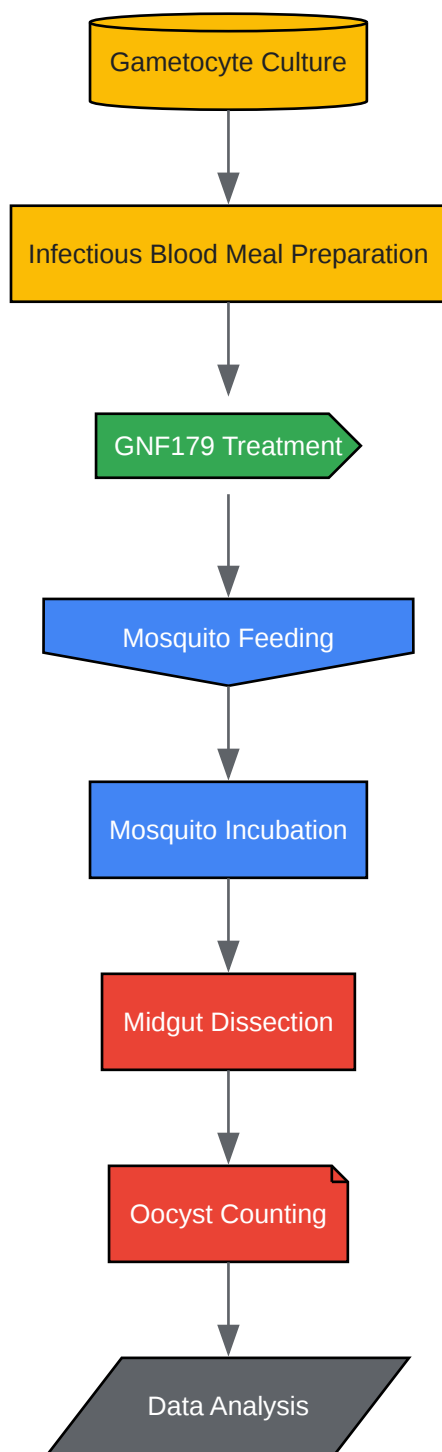 Gametocyte Culture
Infectious Blood Meal Preparation
GNF179 Treatment
Mosquito Feeding
Mosquito Incubation
Midgut Dissection
Oocyst Counting
Data Analysis